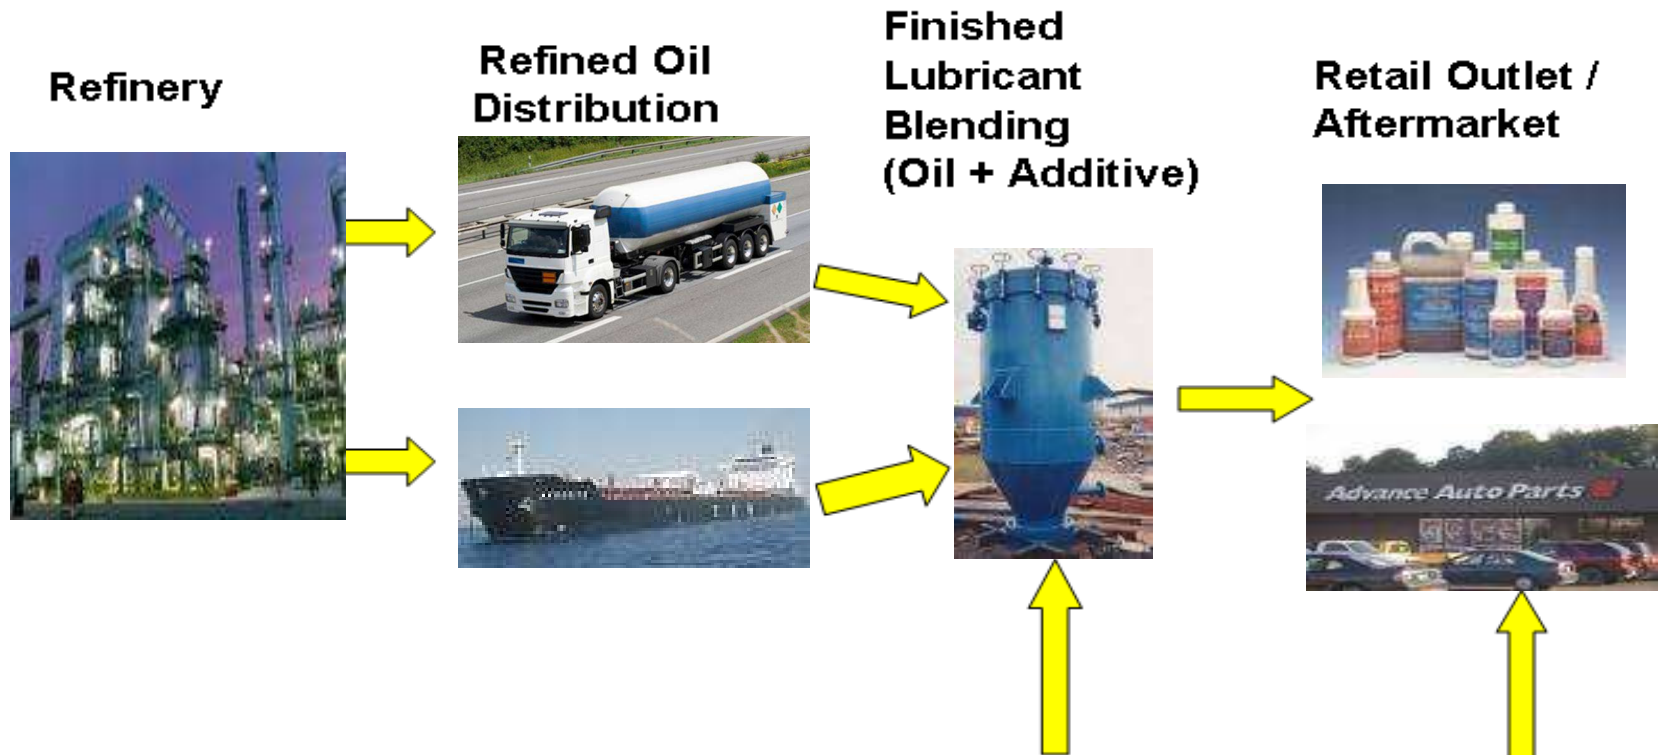 Refinery
Refined Oil
Distribution
Finished
Lubricant
Blending
(Oil + Additive)
Retail Outlet /
Aftermarket
Advance Auto Parts